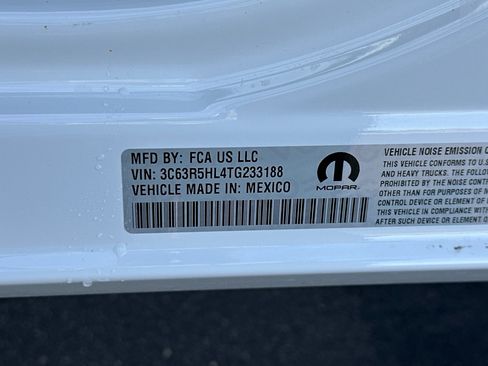 MFD BY: FCA US LLC
VIN: 3C63R5HL4TG233188
VEHICLE MADE IN: MEXICO
MOPAR
VEHICLE NOISE EMISSION
THIS VEHICLE CONFORMS TO U.S.
AND HEAVY TRUCKS. THE FOLLOW
PROHIBITED BY THE NOISE CONTROL
OTHER THAN FOR PURPOSES OF
CONTROL DEVICE OR ELEMENT OF D
THIS VEHICLE IN COMPLIANCE WITH
AFTER SUCH DEVICE OR ELEMENT